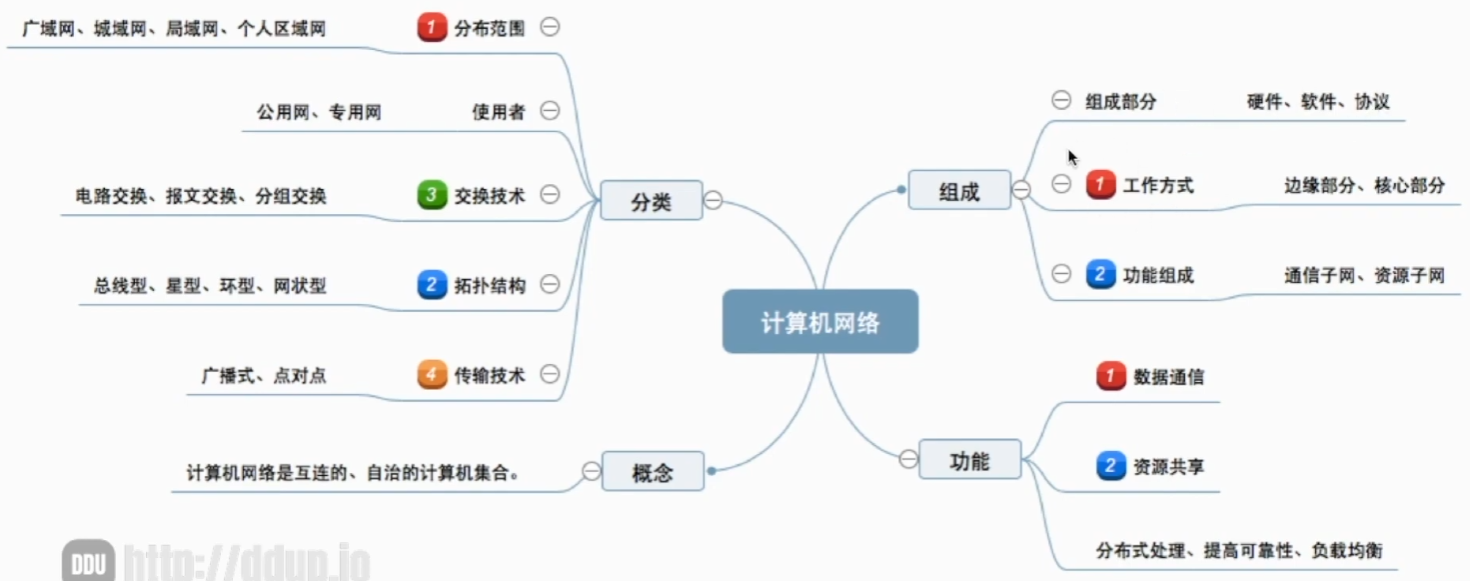 计算机网络
分类
1 分布范围
广域网、城域网、局域网、个人区域网
使用者
公用网、专用网
3 交换技术
电路交换、报文交换、分组交换
2 拓扑结构
总线型、星型、环型、网状型
4 传输技术
广播式、点对点
概念
计算机网络是互连的、自治的计算机集合。
组成
组成部分
硬件、软件、协议
1 工作方式
边缘部分、核心部分
2 功能组成
通信子网、资源子网
功能
1 数据通信
2 资源共享
分布式处理、提高可靠性、负载均衡
DDU http://ddup.io